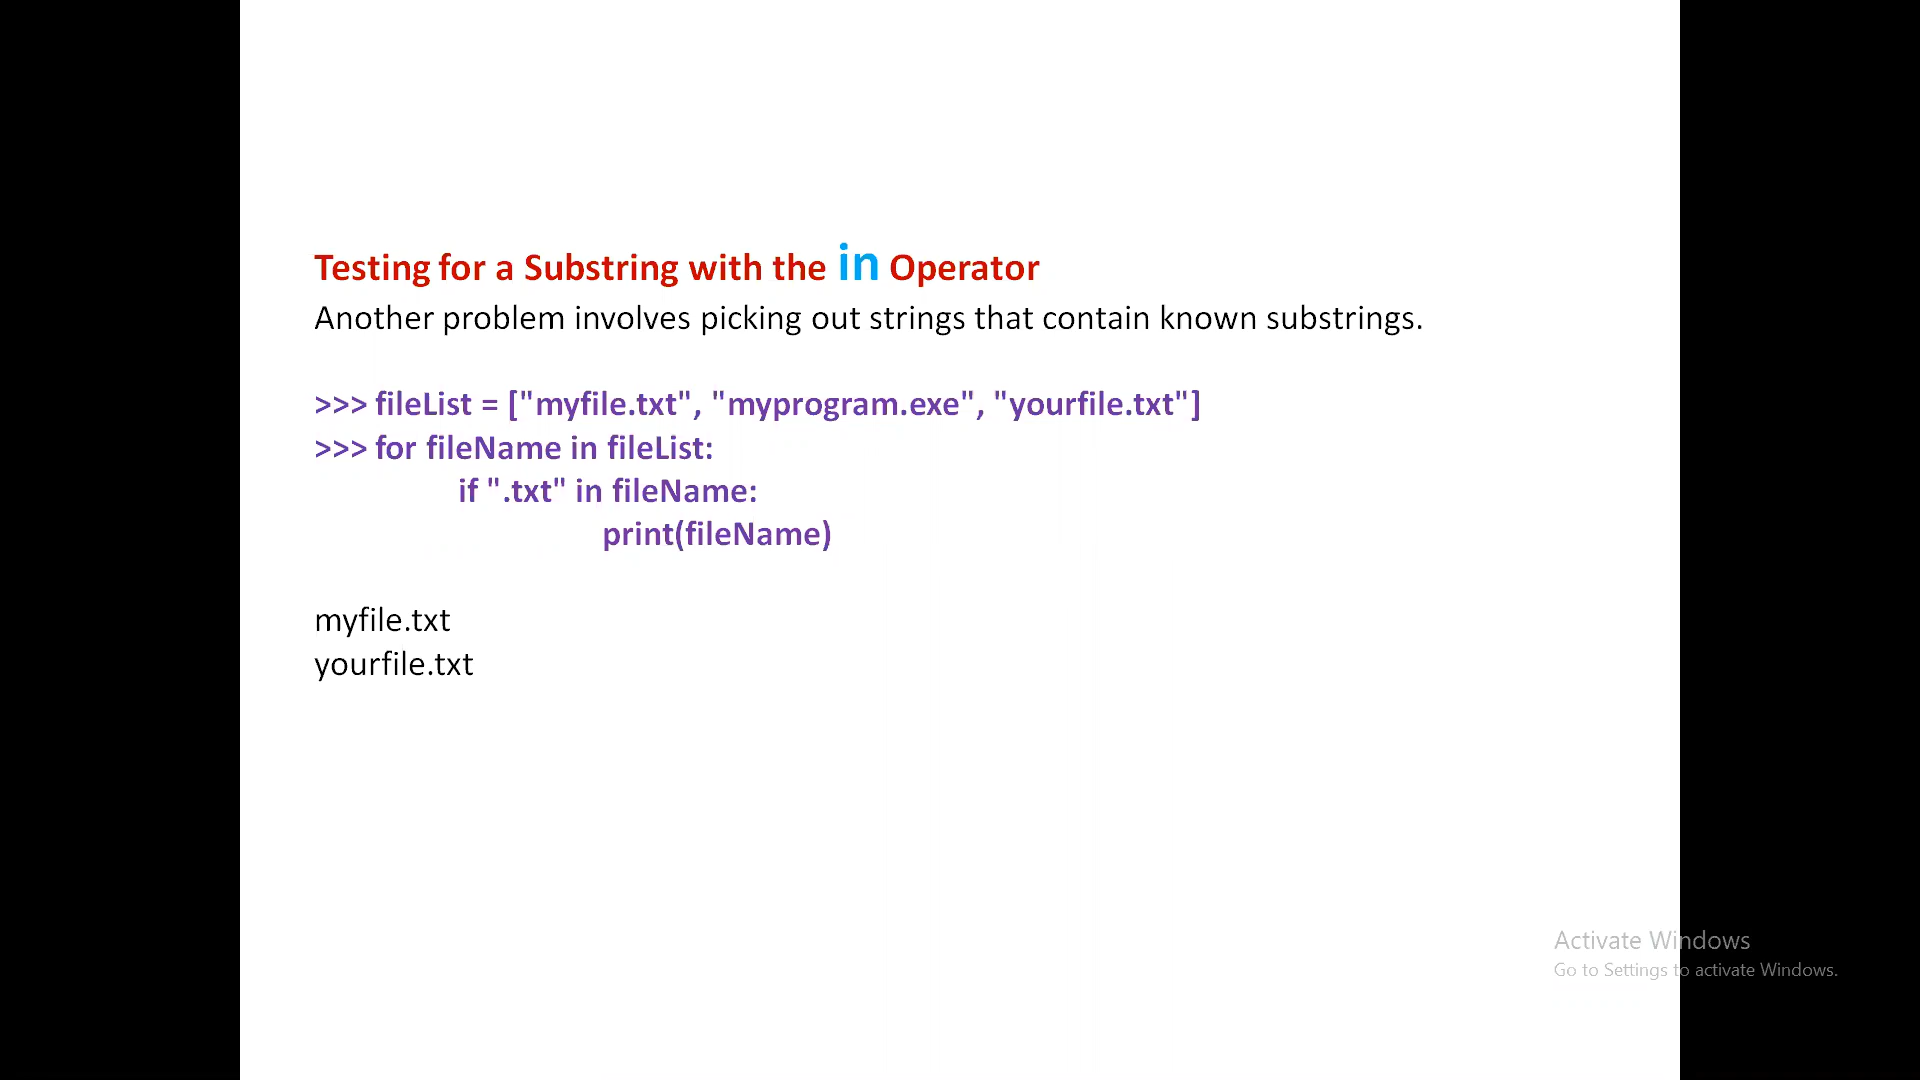 Testing for a Substring with the in Operator
Another problem involves picking out strings that contain known substrings.
>>> fileList = ["myfile.txt", "myprogram.exe", "yourfile.txt"]
>>> for fileName in fileList:
if ".txt" in fileName:
print(fileName)
myfile.txt
yourfile.txt
Activate Windows
Go to Settings to activate Windows.